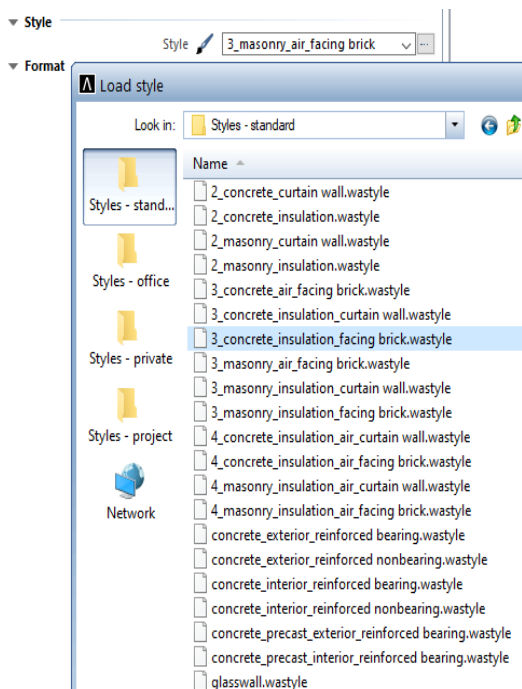 Style
Style 3_masonry_air_facing brick ...
Format
Load style
Look in: Styles - standard
Name
Styles - stand...
Styles - office
Styles - private
Styles - project
Network
2_concrete_curtain wall.wastyle
2_concrete_insulation.wastyle
2_masonry_curtain wall.wastyle
2_masonry_insulation.wastyle
3_concrete_air_facing brick.wastyle
3_concrete_insulation_curtain wall.wastyle
3_concrete_insulation_facing brick.wastyle
3_masonry_air_facing brick.wastyle
3_masonry_insulation_curtain wall.wastyle
3_masonry_insulation_facing brick.wastyle
4_concrete_insulation_air_curtain wall.wastyle
4_concrete_insulation_air_facing brick.wastyle
4_masonry_insulation_air_curtain wall.wastyle
4_masonry_insulation_air_facing brick.wastyle
concrete_exterior_reinforced bearing.wastyle
concrete_exterior_reinforced nonbearing.wastyle
concrete_interior_reinforced bearing.wastyle
concrete_interior_reinforced nonbearing.wastyle
concrete_precast_exterior_reinforced bearing.wastyle
concrete_precast_interior_reinforced bearing.wastyle
glasswall.wastyle